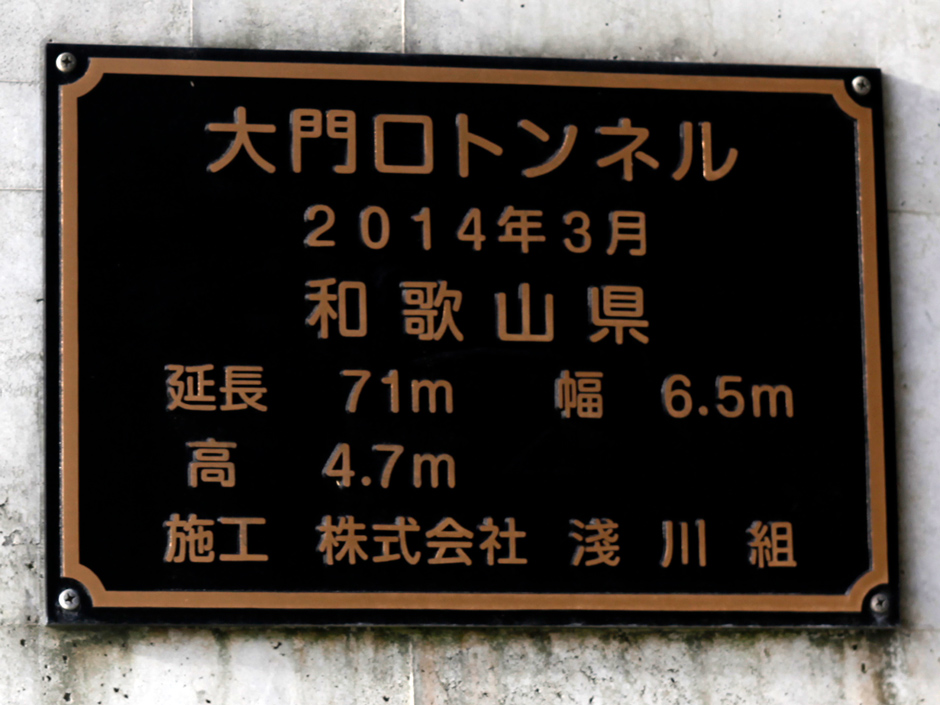 大門口トンネル
2014年3月
和歌山県
延長 71m 幅 6.5m
高 4.7m
施工 株式会社 淺川組